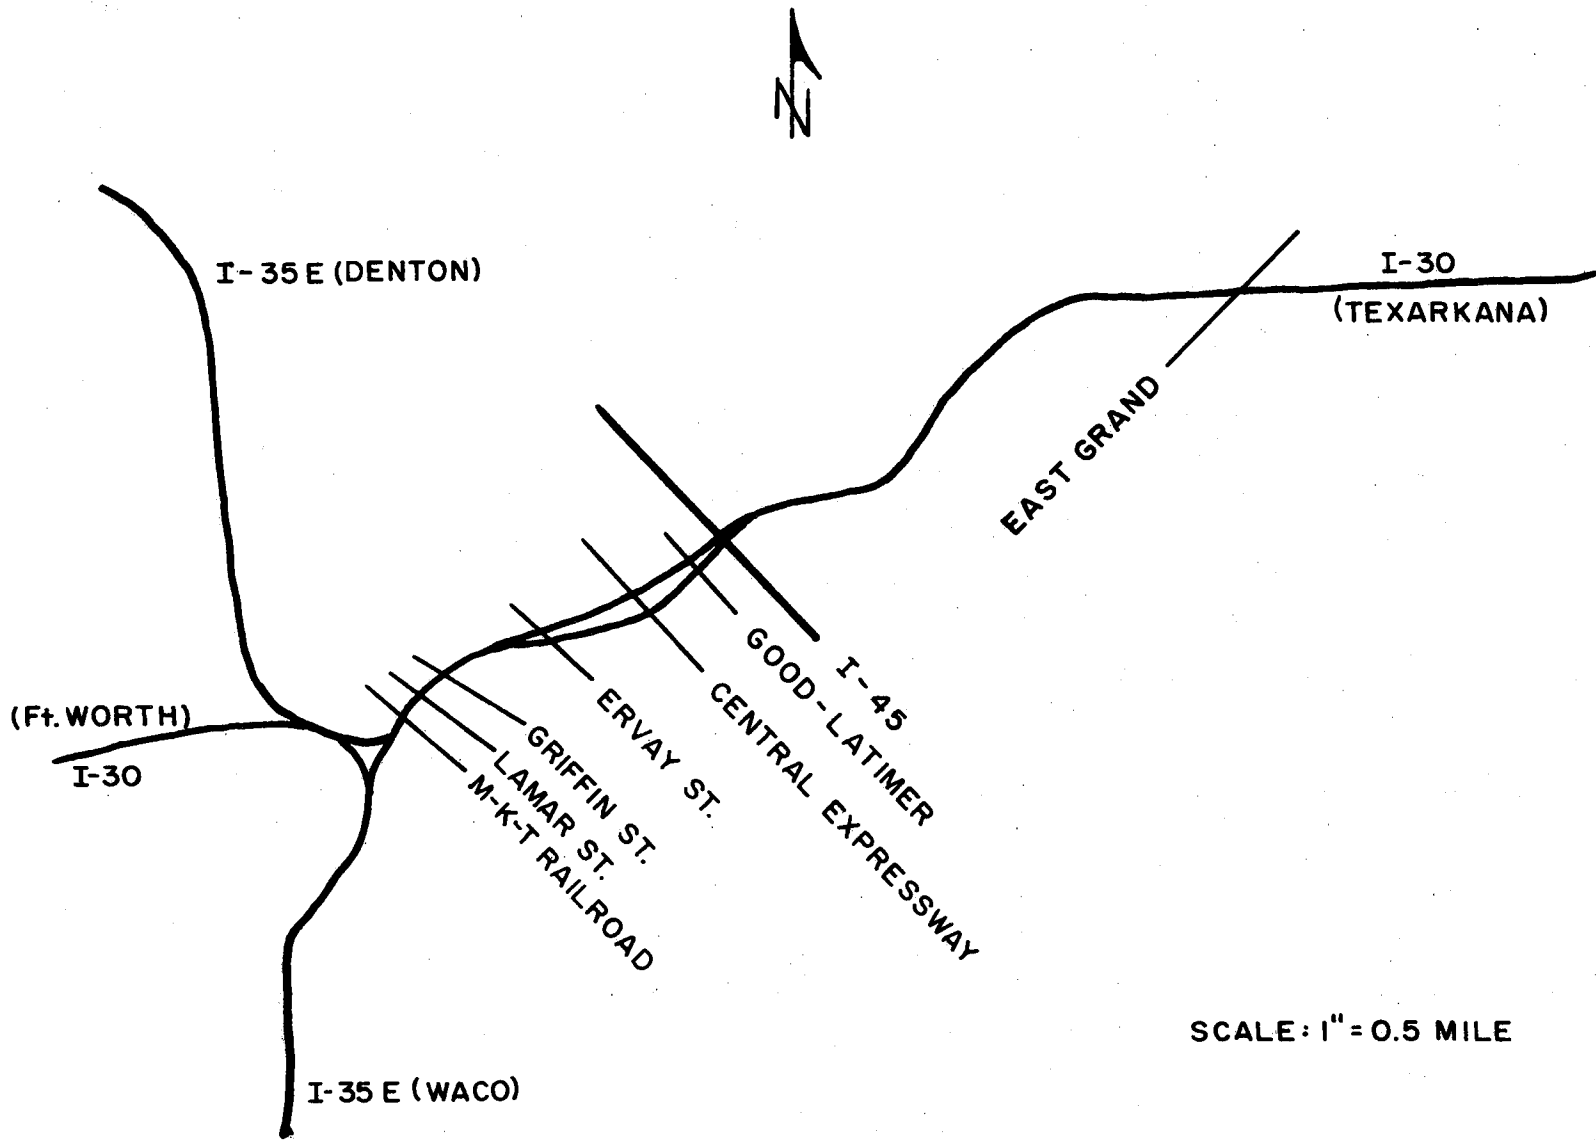 N
I-35 E (DENTON)
I-30
(TEXARKANA)
EAST GRAND
I-45
GOOD-LATIMER
CENTRAL EXPRESSWAY
ERVAY ST.
GRIFFIN ST.
LAMAR ST.
M-K-T RAILROAD
(Ft. WORTH)
I-30
SCALE: 1" = 0.5 MILE
I-35 E (WACO)